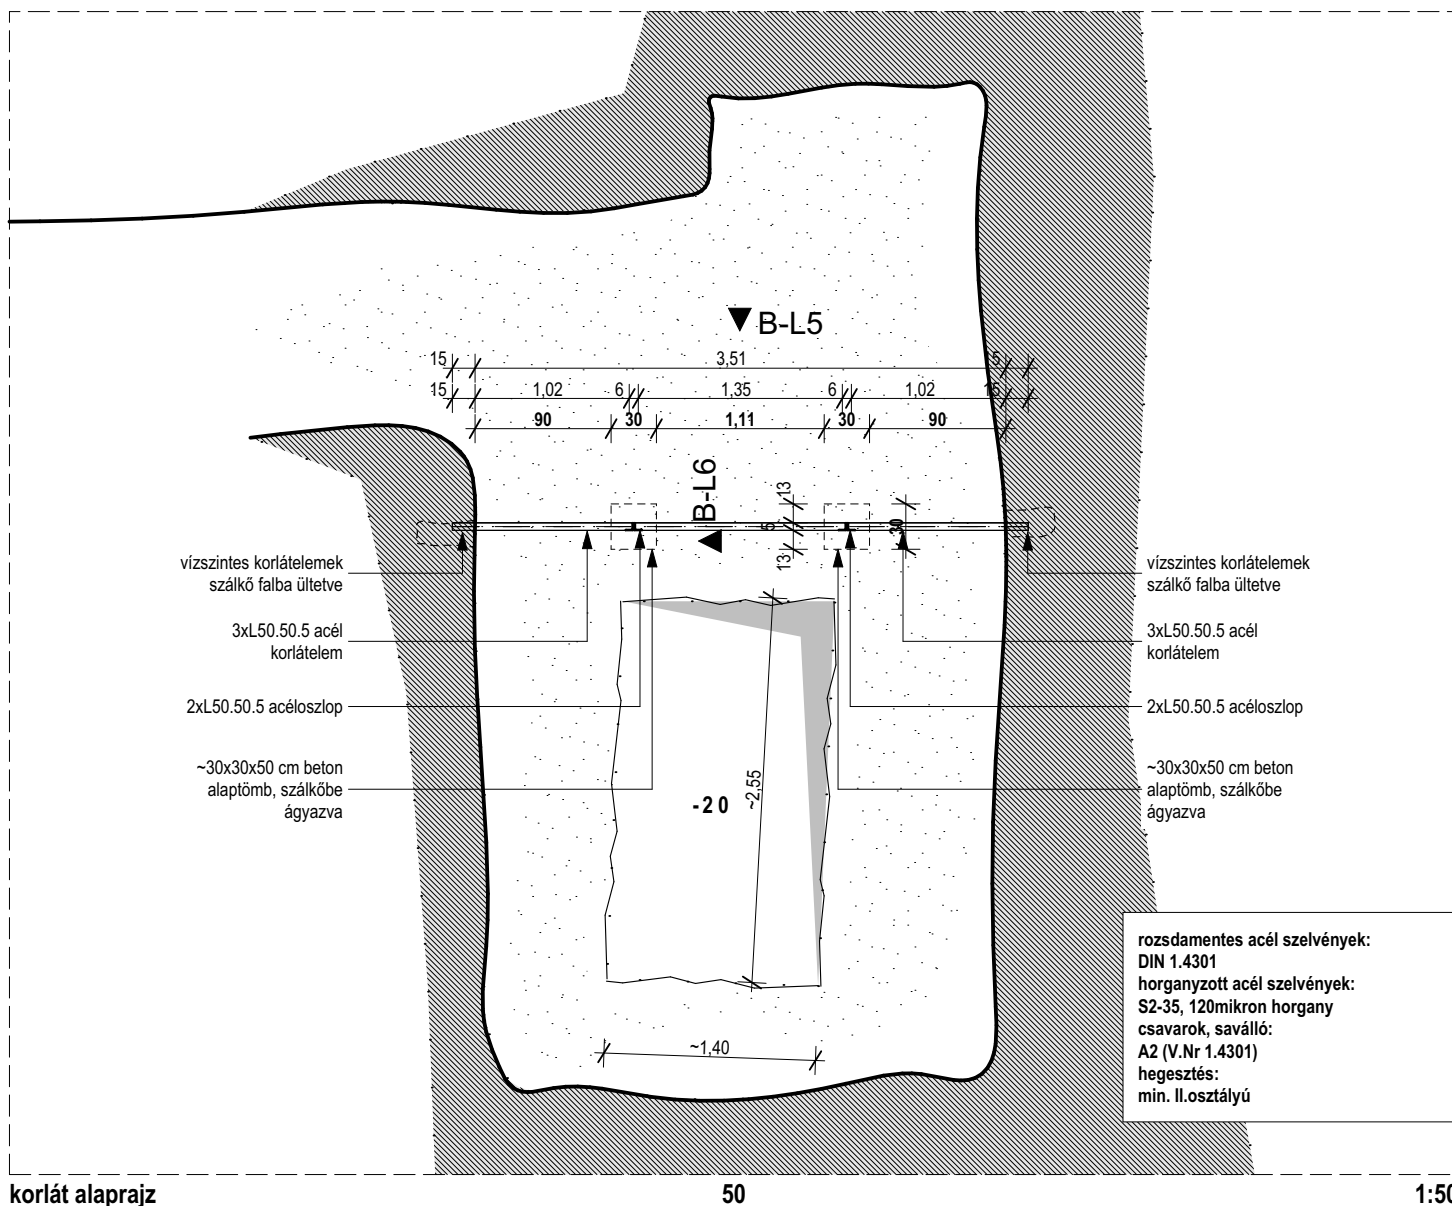 B-L5
15 3,51 15
15 1,02 6 1,35 6 1,02 15
90 30 1,11 30 90
B-L6
13
5
13
30
vízszintes korlátelemek
szálkő falba ültetve
3xL50.50.5 acél
korlátelem
2xL50.50.5 acéloszlop
~30x30x50 cm beton
alaptömb, szálkőbe
ágyazva
vízszintes korlátelemek
szálkő falba ültetve
3xL50.50.5 acél
korlátelem
2xL50.50.5 acéloszlop
~30x30x50 cm beton
alaptömb, szálkőbe
ágyazva
-20
~2,55
~1,40
rozsdamentes acél szelvények:
DIN 1.4301
horganyzott acél szelvények:
S2-35, 120mikron horgany
csavarok, saválló:
A2 (V.Nr 1.4301)
hegesztés:
min. II.osztályú
korlát alaprajz 50 1:50